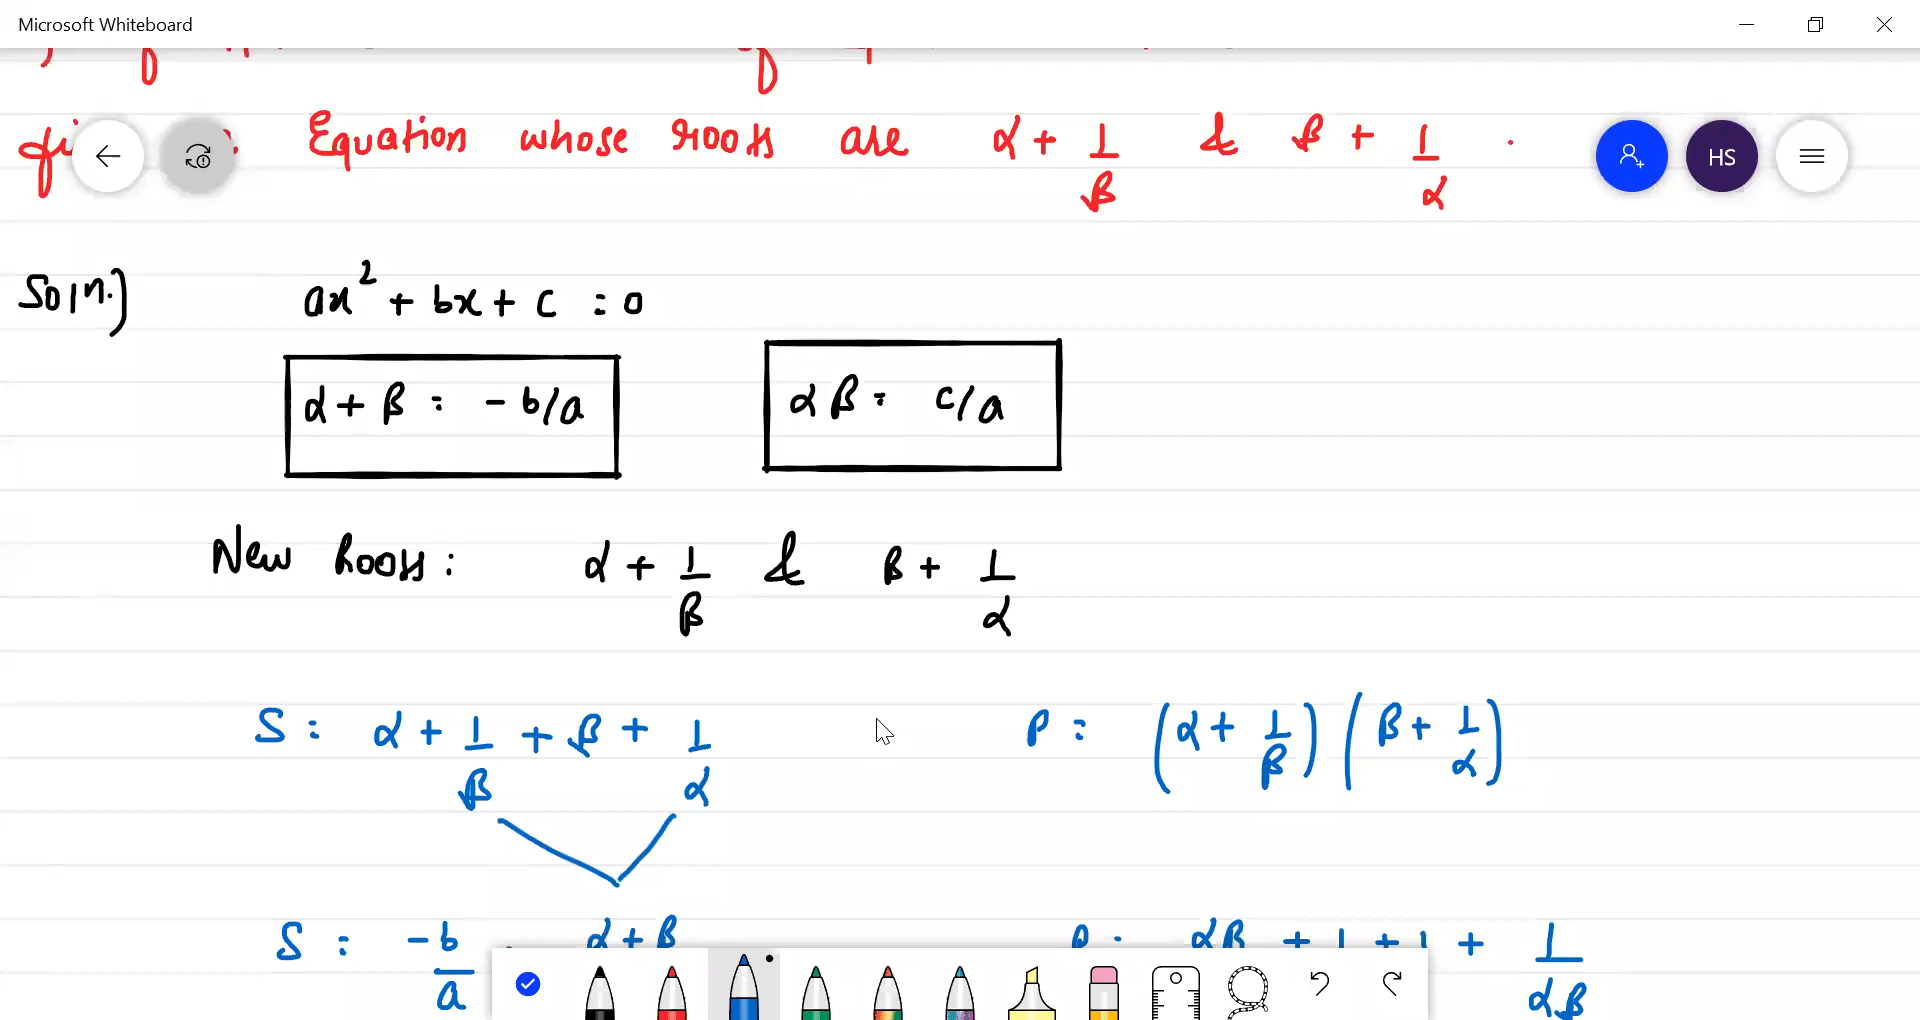 Microsoft Whiteboard
Equation whose roots are α + 1/β & β + 1/α .
HS
Soln.) ax² + bx + c = 0
α + β = - b/a αβ = c/a
New Roots: α + 1/β & β + 1/α
S = α + 1/β + β + 1/α P = (α + 1/β) (β + 1/α)
S = -b/a α + β P = αβ + 1 + 1 + 1/αβ